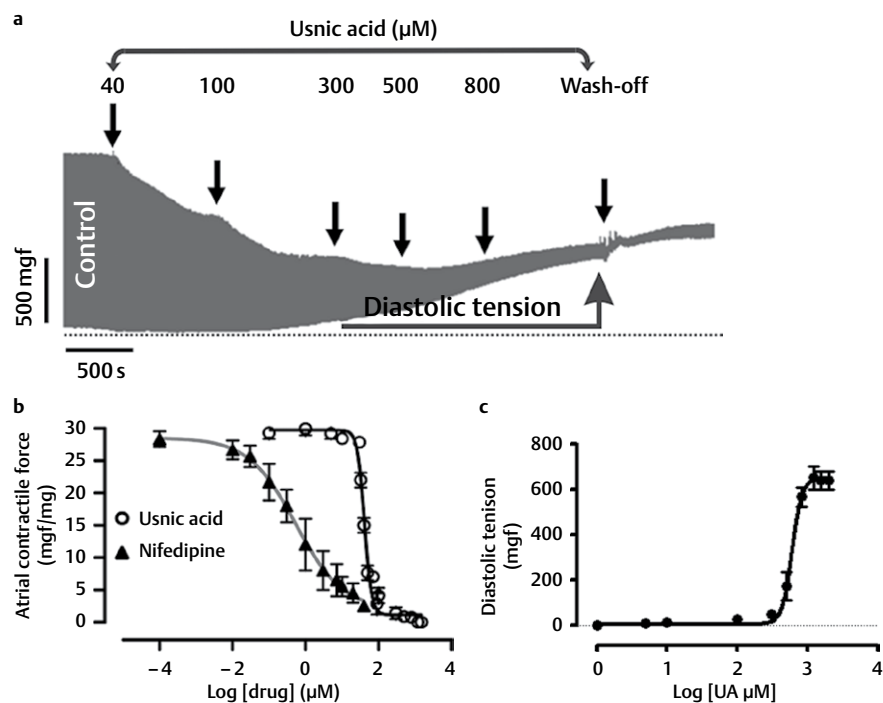 a
Usnic acid (µM)
40 100 300 500 800 Wash-off
Control
500 mgf
Diastolic tension
500 s
b
Atrial contractile force
(mgf/mg)
30
25
20
15
10
5
0
Usnic acid
Nifedipine
−4 −2 0 2 4
Log [drug] (µM)
c
Diastolic tenison
(mgf)
800
600
400
200
0
0 1 2 3 4
Log [UA µM]